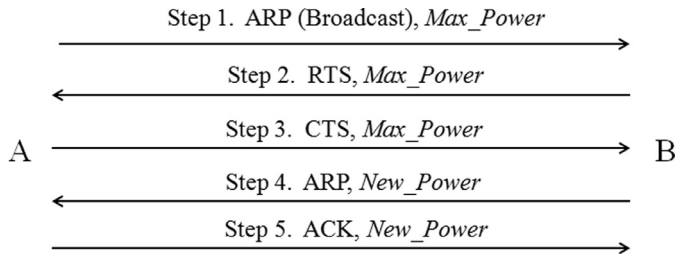 Step 1. ARP (Broadcast), Max_Power
Step 2. RTS, Max_Power
Step 3. CTS, Max_Power
A
B
Step 4. ARP, New_Power
Step 5. ACK, New_Power